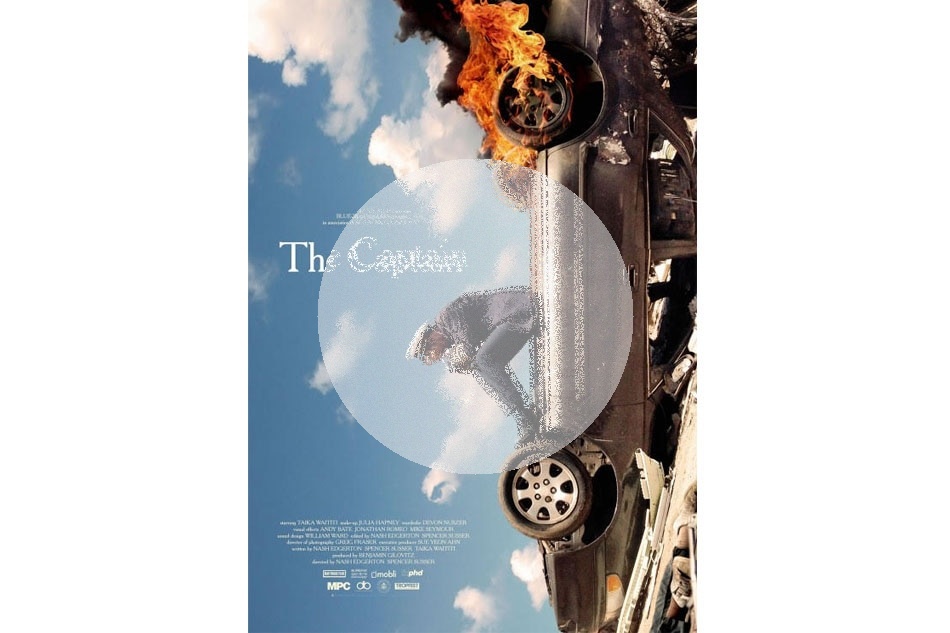 The Captain
starring TAIKA WAITITI make-up JULIA HAPNEY wardrobe DEVON NUSZER
visual effects ANDY BATE JONATHAN ROMEO MIKE SEYMOUR
sound design WILLIAM WARD edited by NASH EDGERTON SPENCER SUSSER
director of photography GREIG FRASER executive producer SUE YEON AHN
written by NASH EDGERTON SPENCER SUSSER TAIKA WAITITI
produced by BENJAMIN GILOVITZ
directed by NASH EDGERTON SPENCER SUSSER
mobli phd
MPC